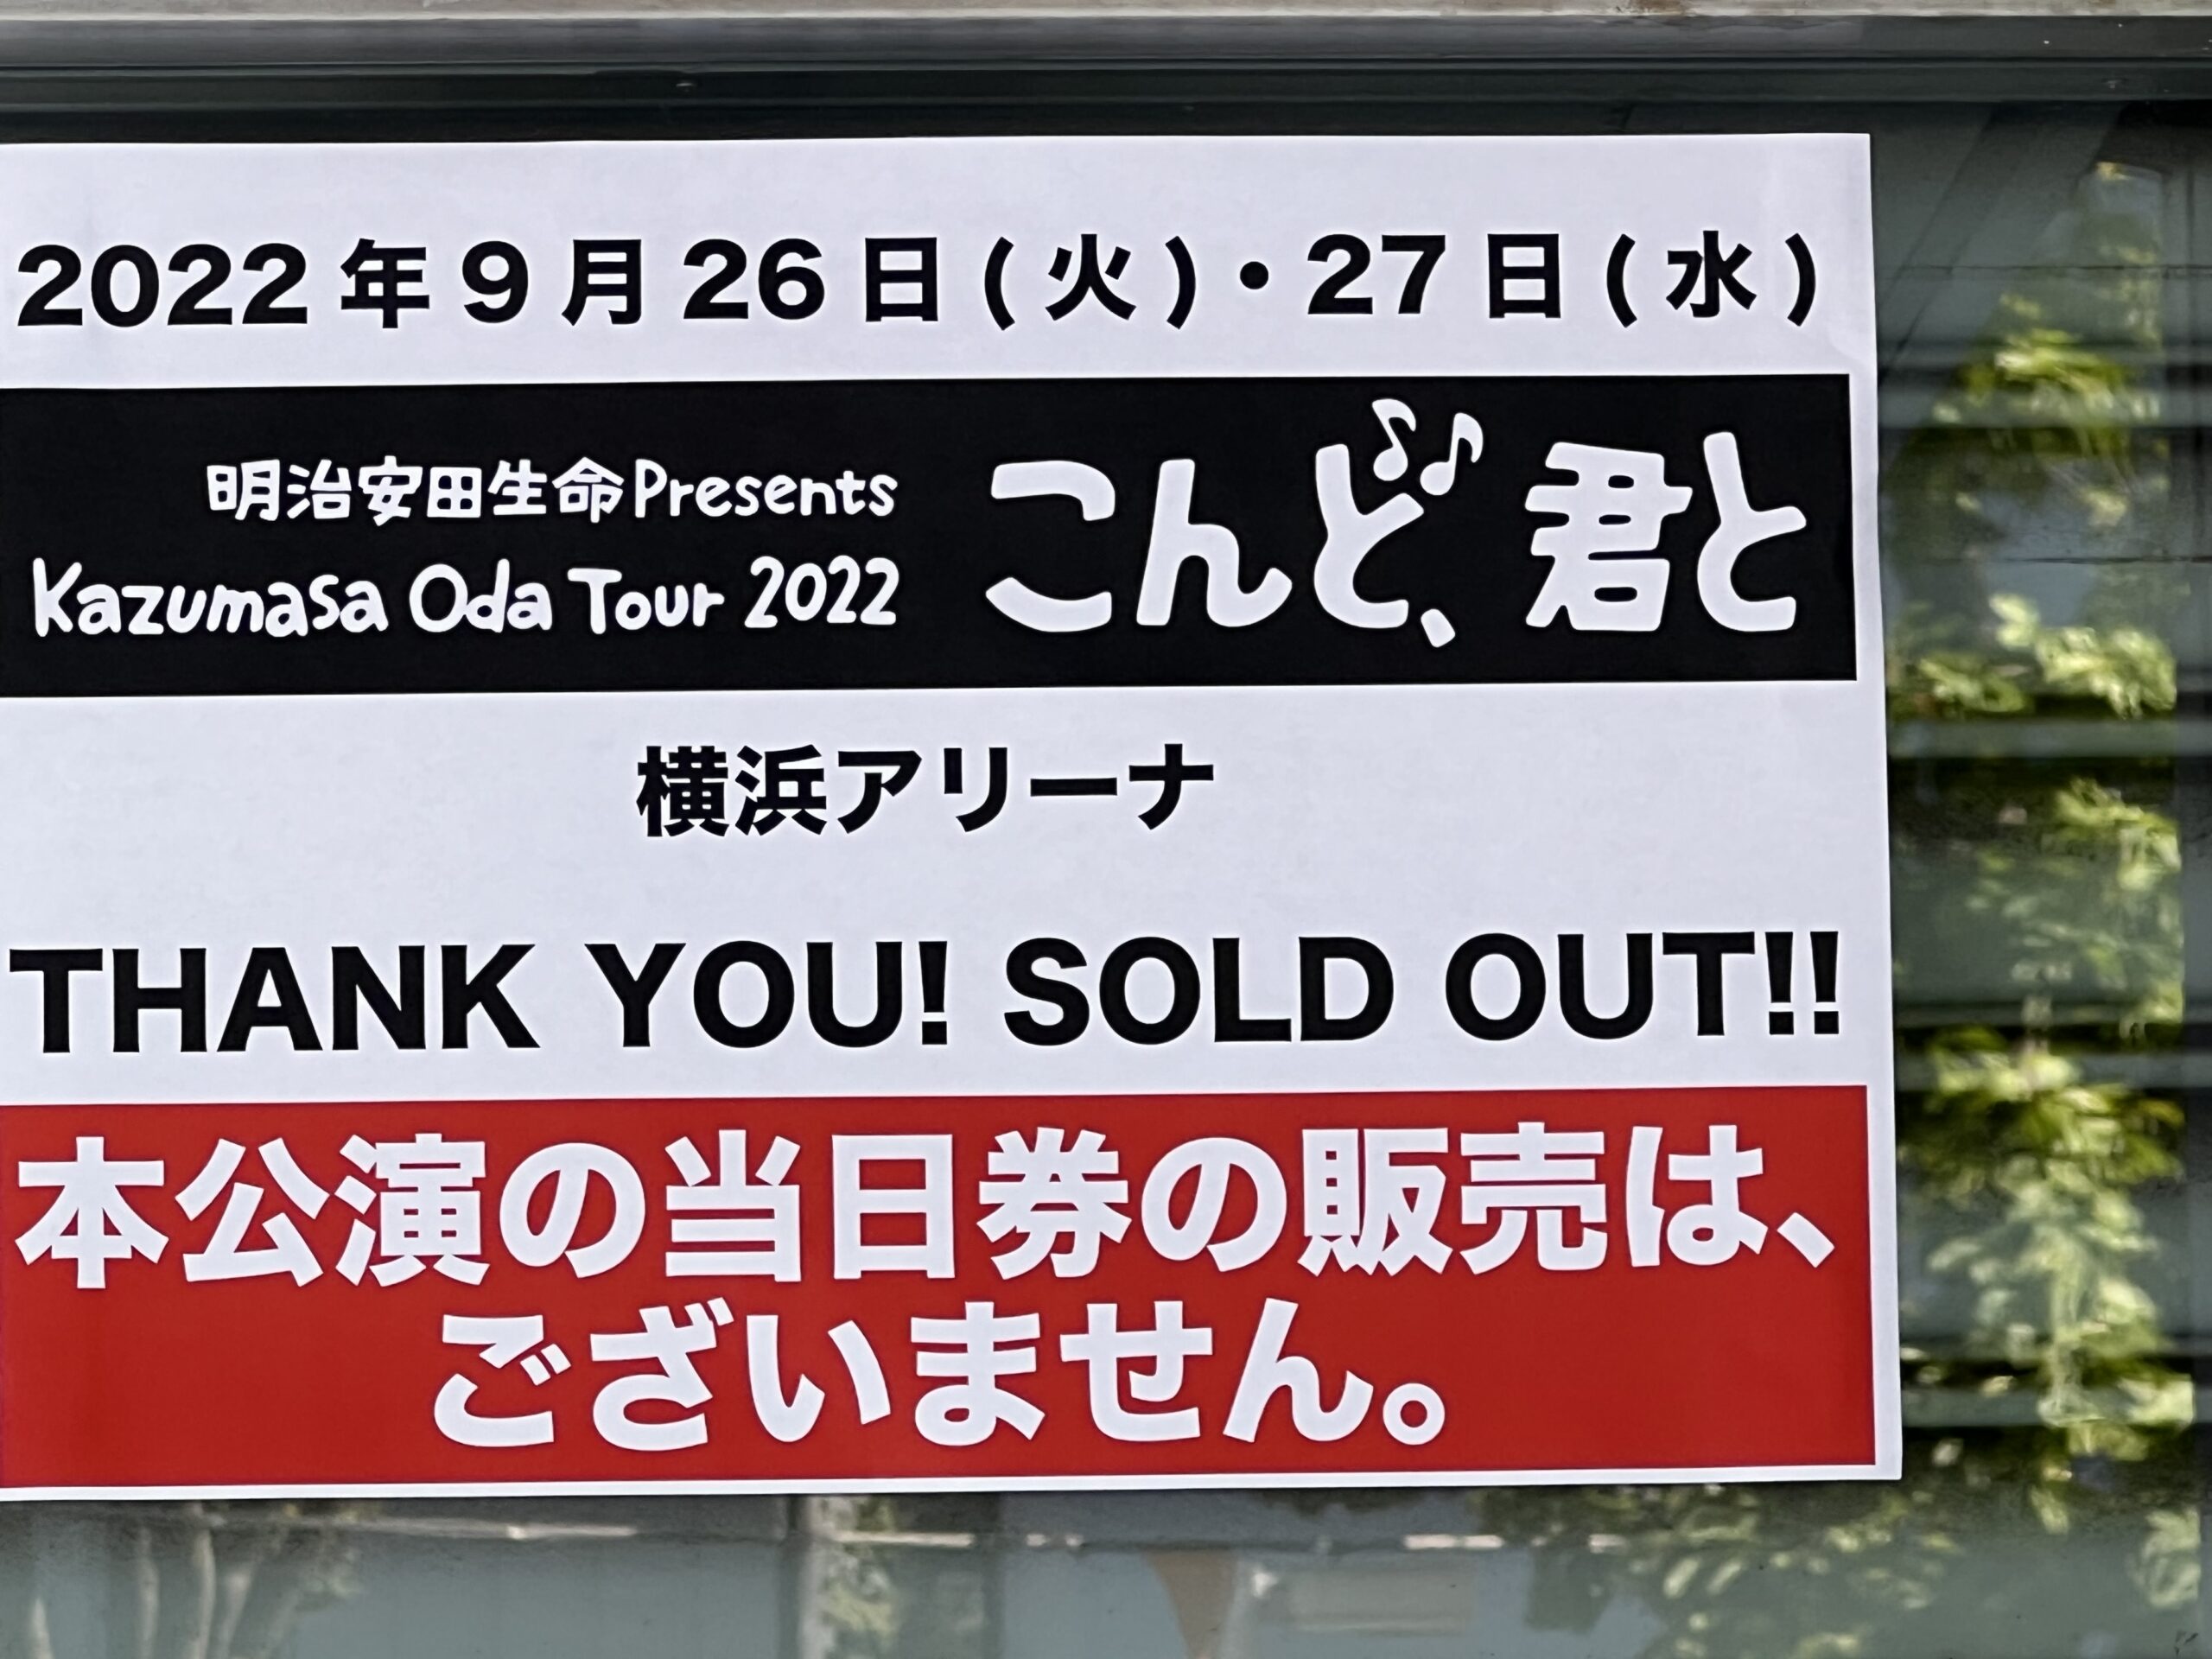 2022年9月26日(火)・27日(水)
明治安田生命Presents
Kazumasa Oda Tour 2022
こんど、君と
横浜アリーナ
THANK YOU! SOLD OUT!!
本公演の当日券の販売は、
ございません。